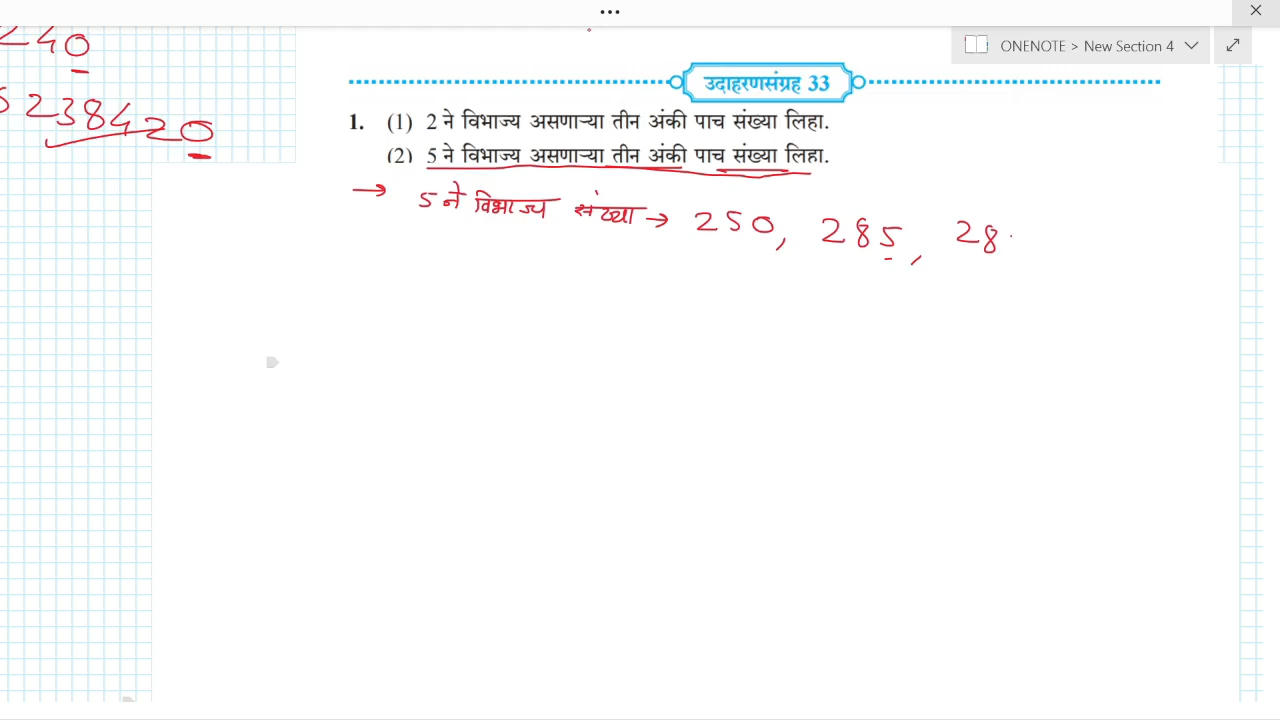 ONENOTE > New Section 4
240
5238420
उदाहरणसंग्रह 33
1. (1) 2 ने विभाज्य असणाऱ्या तीन अंकी पाच संख्या लिहा.
(2) 5 ने विभाज्य असणाऱ्या तीन अंकी पाच संख्या लिहा.
→ 5 ने विभाज्य संख्या → 250, 285, 28